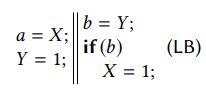 a = X;
Y = 1;
b = Y;
if (b)
X = 1;
(LB)